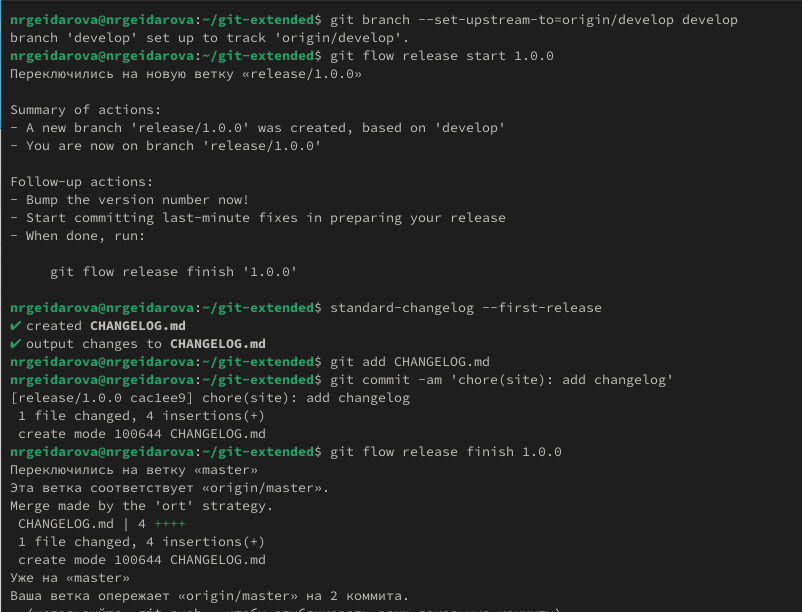 nrgeidarova@nrgeidarova:~/git-extended$ git branch --set-upstream-to=origin/develop develop
branch 'develop' set up to track 'origin/develop'.
nrgeidarova@nrgeidarova:~/git-extended$ git flow release start 1.0.0
Переключились на новую ветку «release/1.0.0»
Summary of actions:
- A new branch 'release/1.0.0' was created, based on 'develop'
- You are now on branch 'release/1.0.0'
Follow-up actions:
- Bump the version number now!
- Start committing last-minute fixes in preparing your release
- When done, run:
git flow release finish '1.0.0'
nrgeidarova@nrgeidarova:~/git-extended$ standard-changelog --first-release
✔ created CHANGELOG.md
✔ output changes to CHANGELOG.md
nrgeidarova@nrgeidarova:~/git-extended$ git add CHANGELOG.md
nrgeidarova@nrgeidarova:~/git-extended$ git commit -am 'chore(site): add changelog'
[release/1.0.0 cac1ee9] chore(site): add changelog
1 file changed, 4 insertions(+)
create mode 100644 CHANGELOG.md
nrgeidarova@nrgeidarova:~/git-extended$ git flow release finish 1.0.0
Переключились на ветку «master»
Эта ветка соответствует «origin/master».
Merge made by the 'ort' strategy.
CHANGELOG.md | 4 ++++
1 file changed, 4 insertions(+)
create mode 100644 CHANGELOG.md
Уже на «master»
Ваша ветка опережает «origin/master» на 2 коммита.